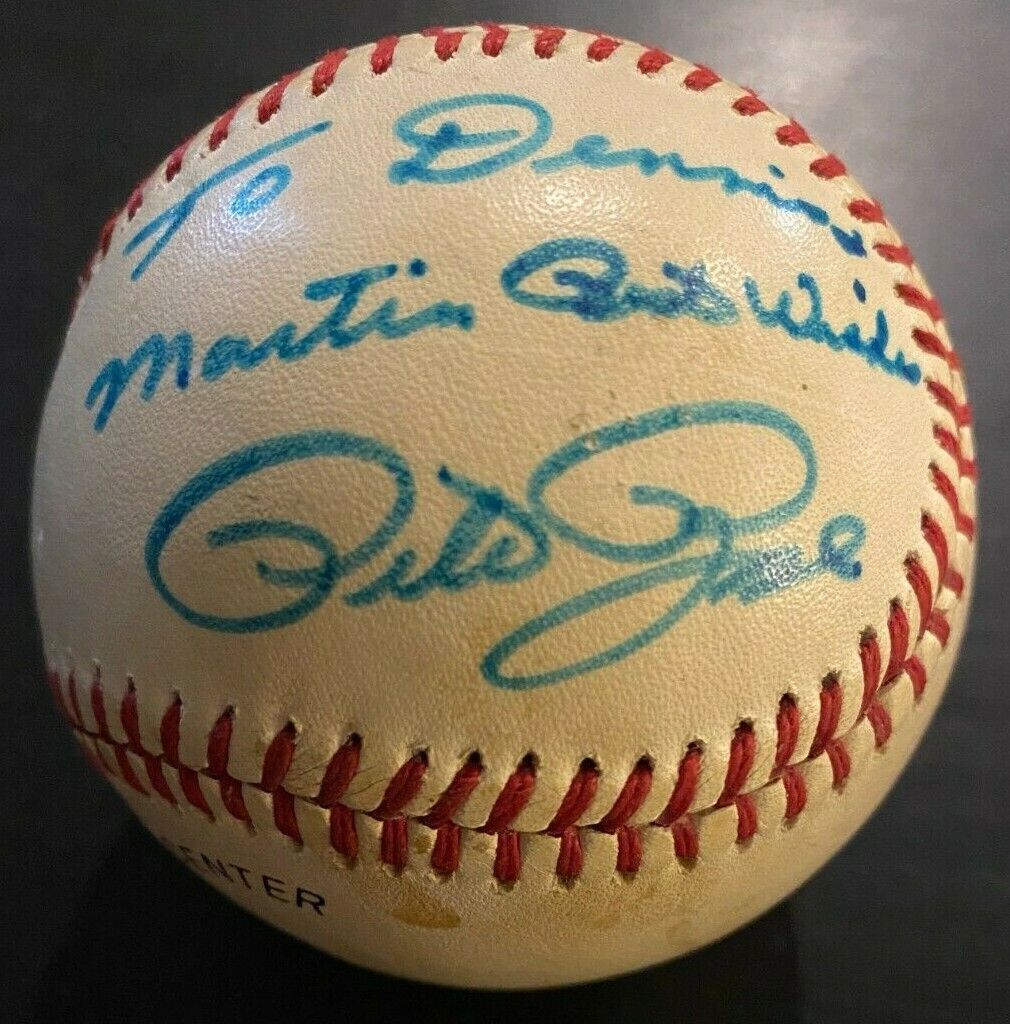 To Dennis
Martin Best Wishes
Pete Rose
ENTER